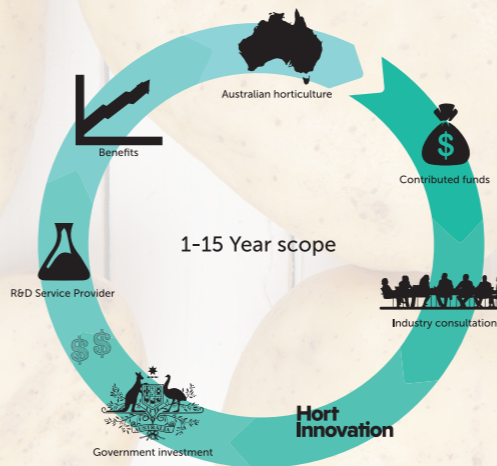 Australian horticulture
$
Contributed funds
Industry consultation
Hort
Innovation
Government investment
$$
R&D Service Provider
Benefits
1-15 Year scope